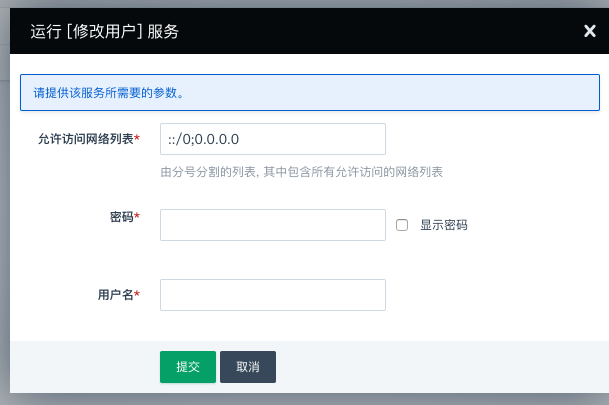 运行 [修改用户] 服务
请提供该服务所需要的参数。
允许访问网络列表* ::/0;0.0.0.0
由分号分割的列表, 其中包含所有允许访问的网络列表
密码* 显示密码
用户名*
提交 取消